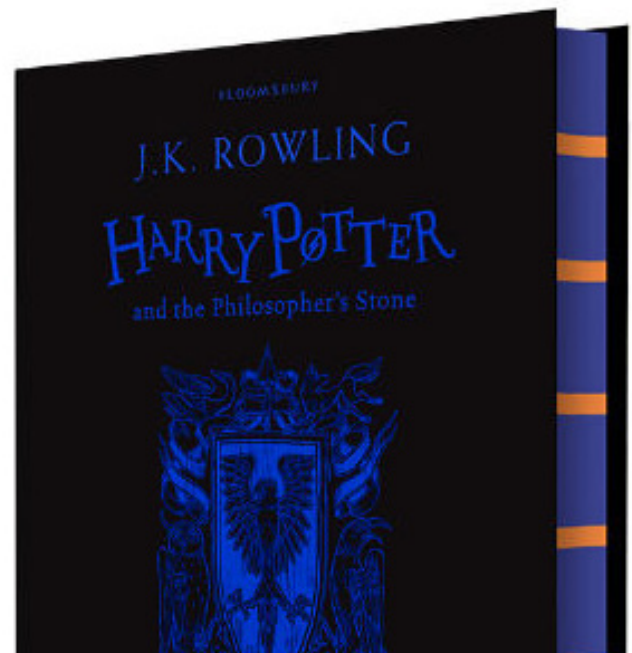 BLOOMSBURY
J.K. ROWLING
HARRY POTTER
and the Philosopher's Stone